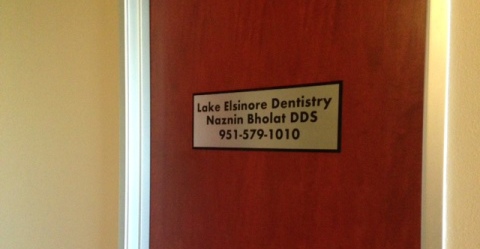 Lake Elsinore Dentistry
Naznin Bholat DDS
951-579-1010